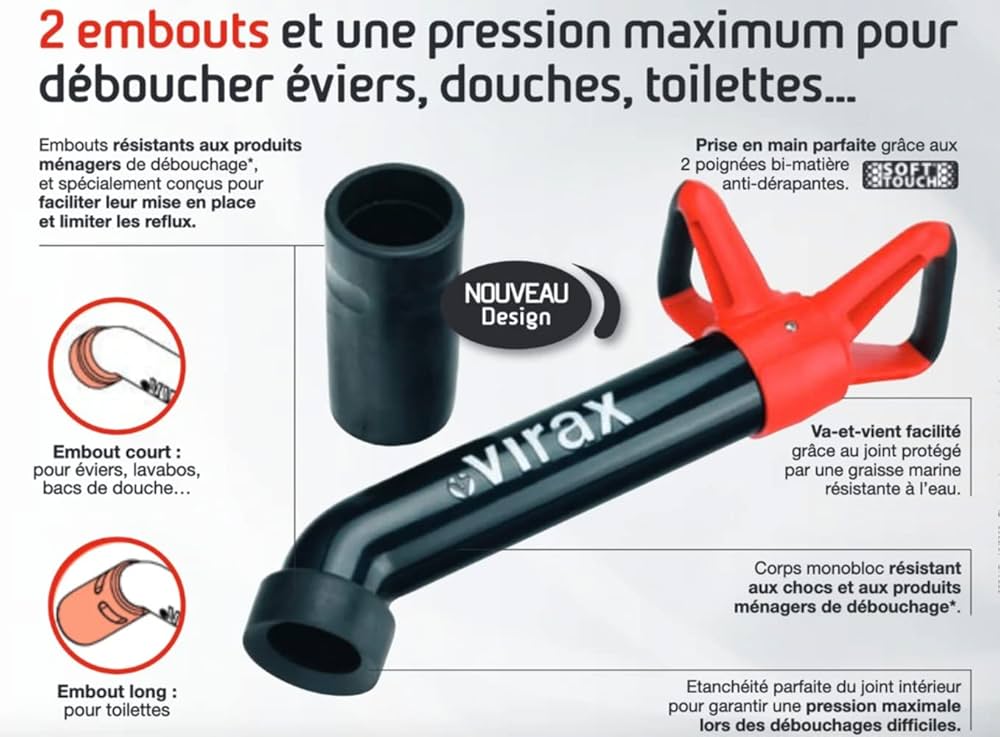 2 embouts et une pression maximum pour
déboucher éviers, douches, toilettes...
Embouts résistants aux produits
ménagers de débouchage*,
et spécialement conçus pour
faciliter leur mise en place
et limiter les reflux.
Prise en main parfaite grâce aux
2 poignées bi-matière
anti-dérapantes.
SOFT
TOUCH
NOUVEAU
Design
virax
Embout court :
pour éviers, lavabos,
bacs de douche...
Va-et-vient facilité
grâce au joint protégé
par une graisse marine
résistante à l'eau.
Corps monobloc résistant
aux chocs et aux produits
ménagers de débouchage*.
Embout long :
pour toilettes
Etanchéité parfaite du joint intérieur
pour garantir une pression maximale
lors des débouchages difficiles.